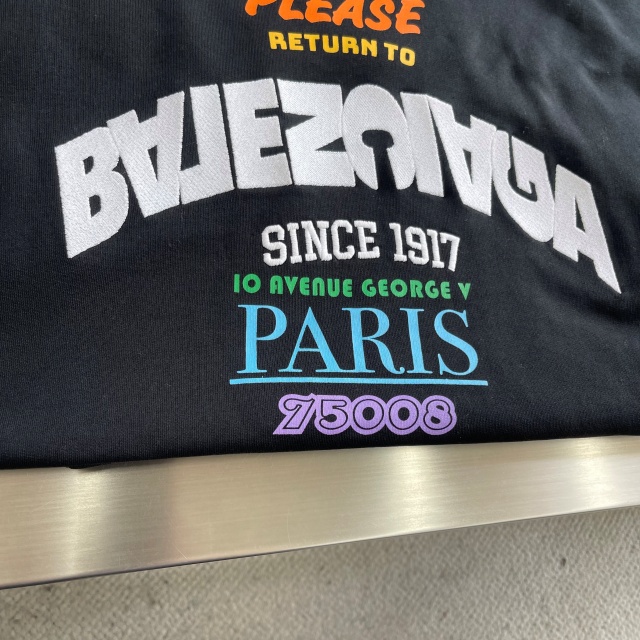 PLEASE
RETURN TO
BALENCIAGA
SINCE 1917
10 AVENUE GEORGE V
PARIS
75008